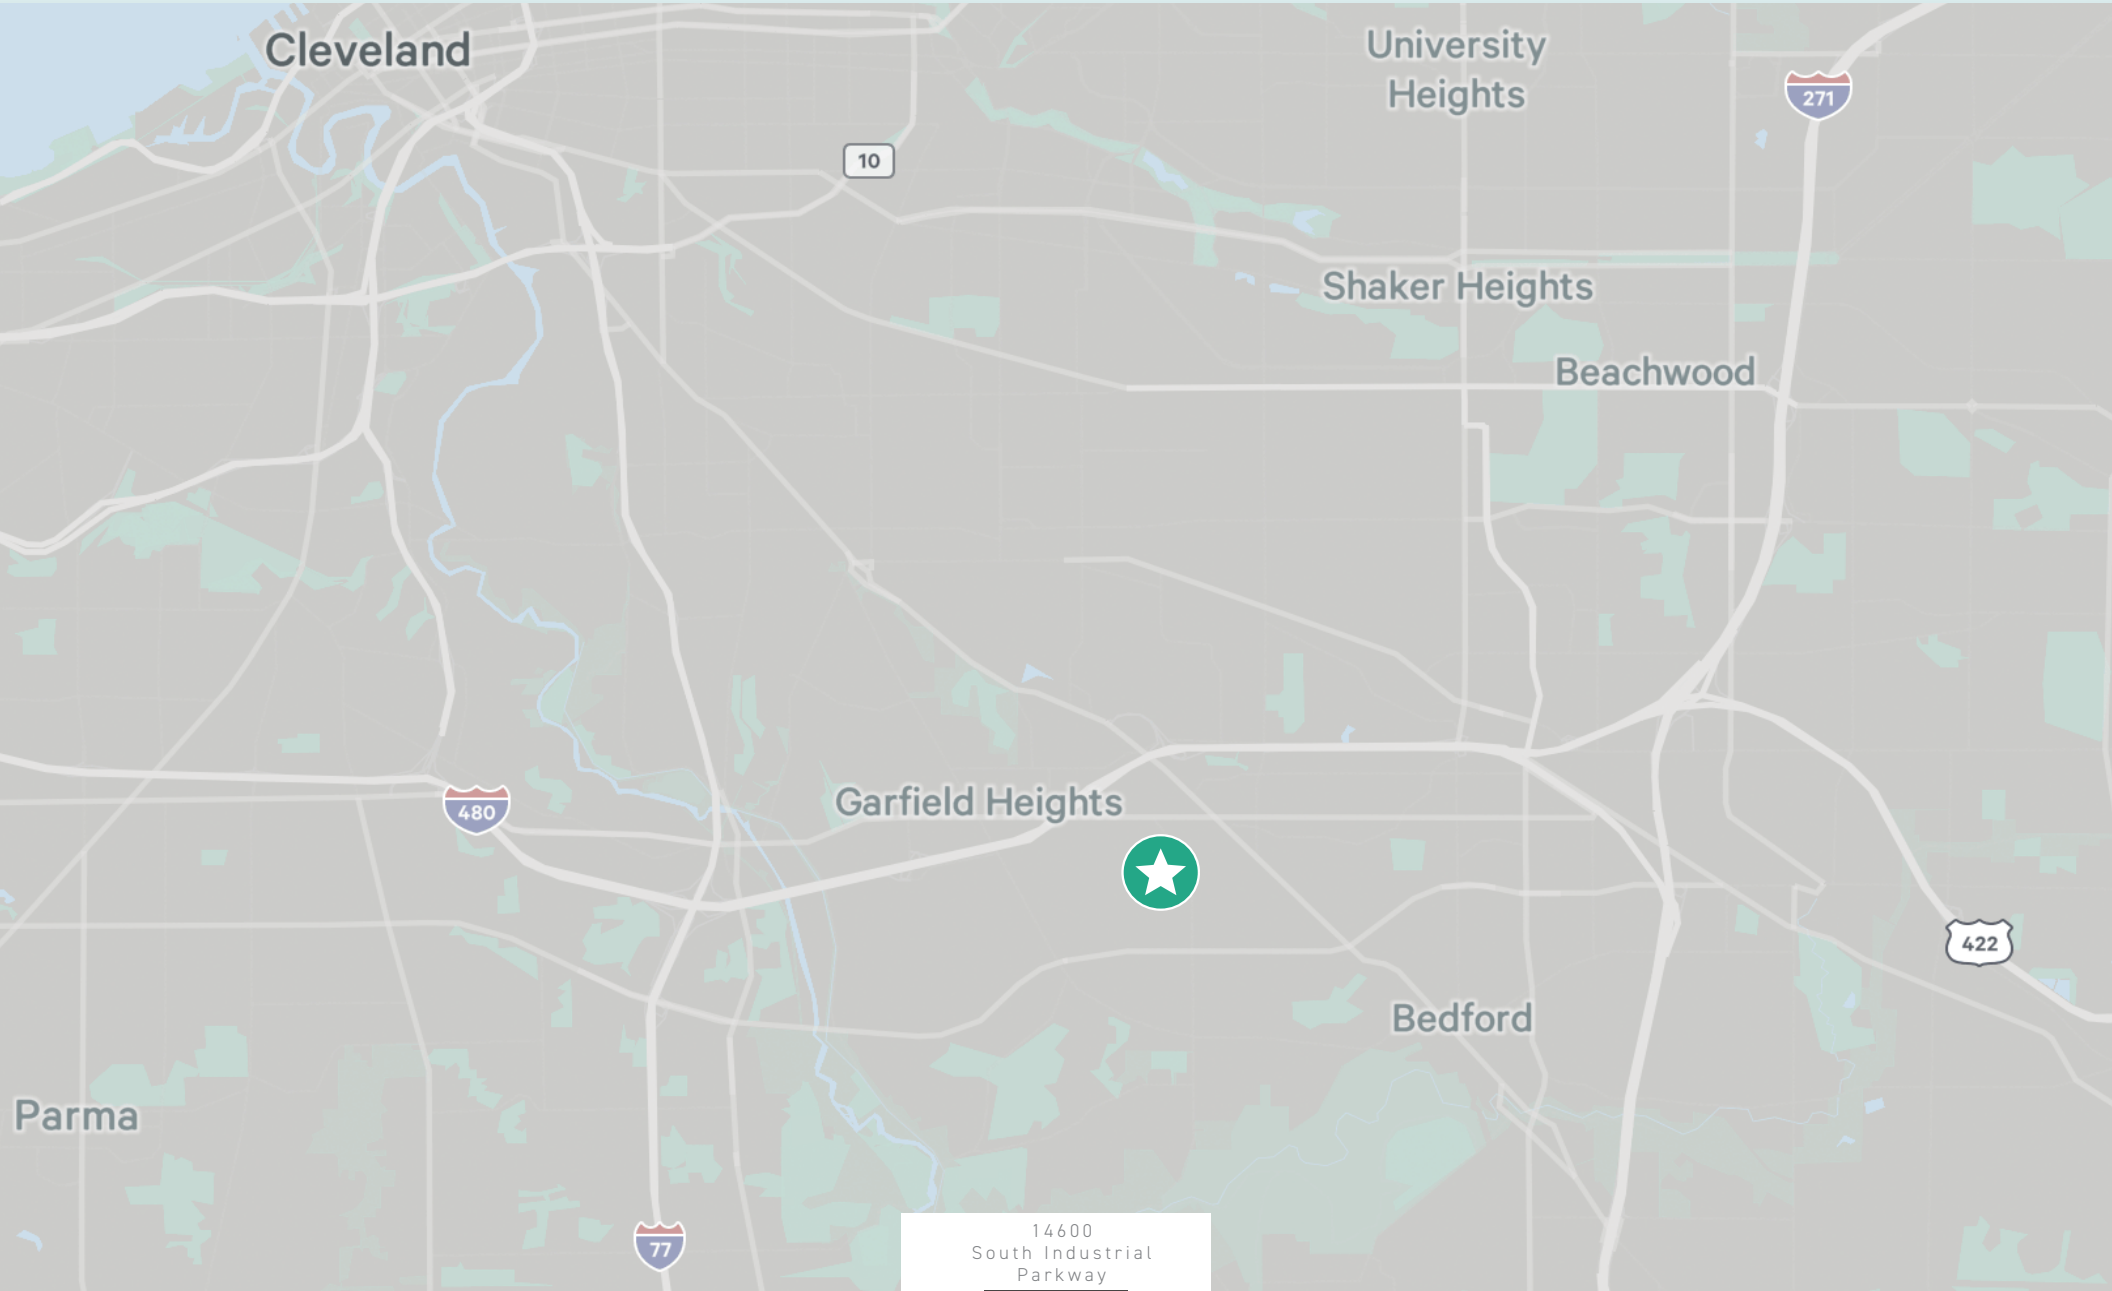 Cleveland
University
Heights
271
10
Shaker Heights
Beachwood
Garfield Heights
480
422
Bedford
Parma
77
14600
South Industrial
Parkway